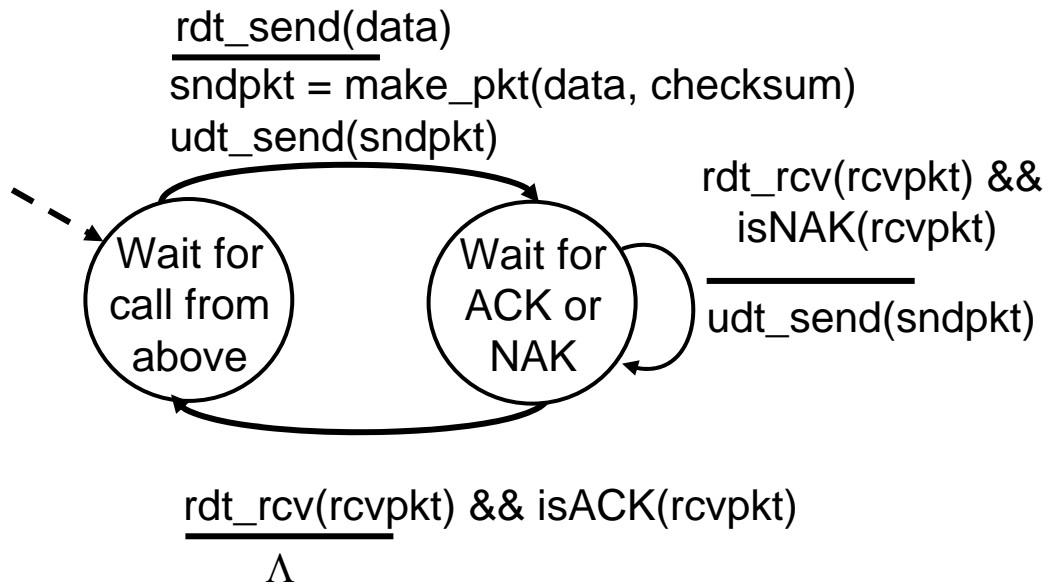 rdt_send(data)
sndpkt = make_pkt(data, checksum)
udt_send(sndpkt)
rdt_rcv(rcvpkt) &&
isNAK(rcvpkt)
udt_send(sndpkt)
Wait for
call from
above
Wait for
ACK or
NAK
rdt_rcv(rcvpkt) && isACK(rcvpkt)
Λ